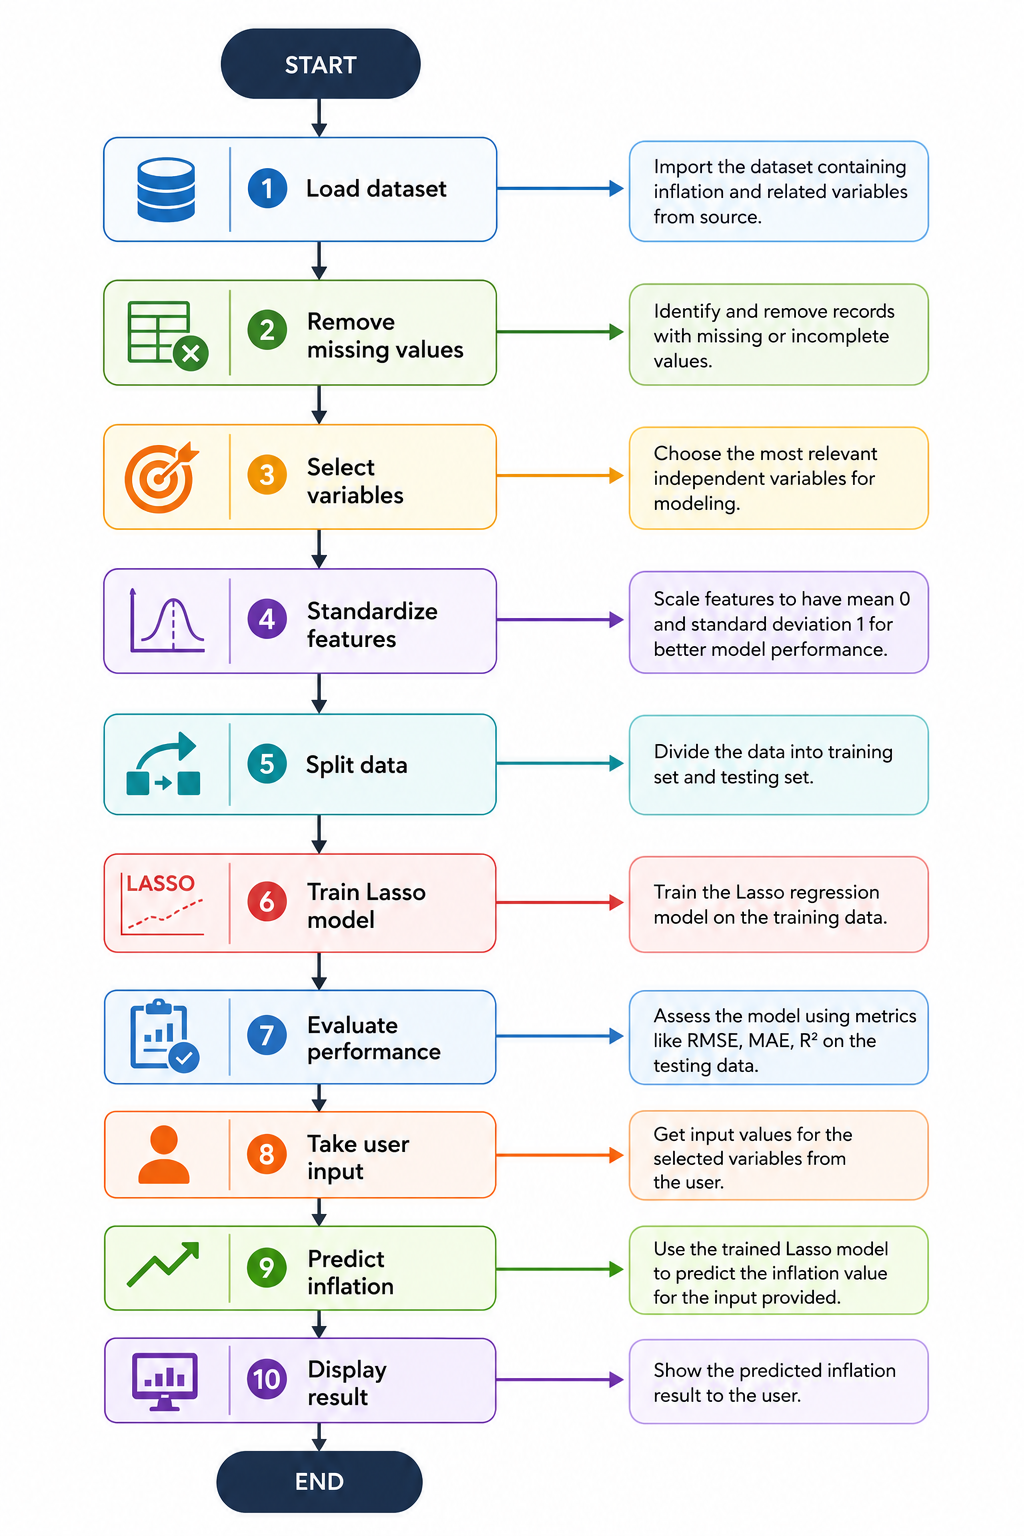 START
1
Load dataset
Import the dataset containing
inflation and related variables
from source.
2
Remove
missing values
Identify and remove records
with missing or incomplete
values.
3
Select
variables
Choose the most relevant
independent variables for
modeling.
4
Standardize
features
Scale features to have mean 0
and standard deviation 1 for
better model performance.
5
Split data
Divide the data into training
set and testing set.
LASSO
6
Train Lasso
model
Train the Lasso regression
model on the training data.
7
Evaluate
performance
Assess the model using metrics
like RMSE, MAE, R² on the
testing data.
8
Take user
input
Get input values for the
selected variables from
the user.
9
Predict
inflation
Use the trained Lasso model
to predict the inflation value
for the input provided.
10
Display
result
Show the predicted inflation
result to the user.
END